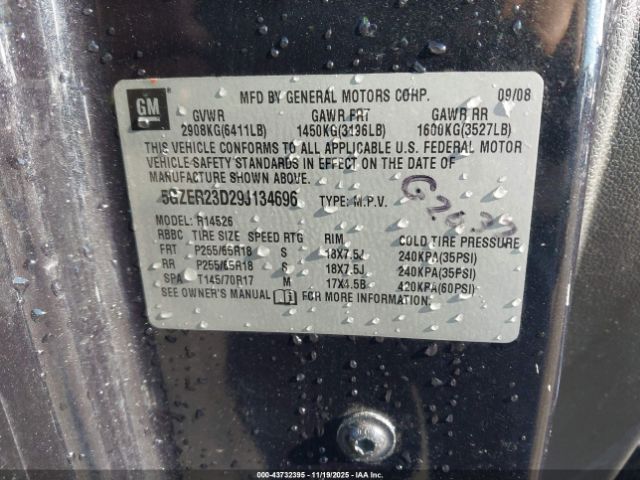 GM
MFD BY GENERAL MOTORS CORP. 09/08
GVWR GAWR FRT GAWR RR
2908KG(6411LB) 1450KG(3196LB) 1600KG(3527LB)
THIS VEHICLE CONFORMS TO ALL APPLICABLE U.S. FEDERAL MOTOR
VEHICLE SAFETY STANDARDS IN EFFECT ON THE DATE OF
MANUFACTURE SHOWN ABOVE.
5GZER23D29J134696 TYPE: M.P.V.
MODEL: R14526
RBBC TIRE SIZE SPEED RTG RIM COLD TIRE PRESSURE
FRT P255/65R18 S 18X7.5J 240KPA(35PSI)
RR P255/65R18 S 18X7.5J 240KPA(35PSI)
SPA T145/70R17 M 17X4.5B 420KPA(60PSI)
SEE OWNER'S MANUAL FOR MORE INFORMATION
000-43732395 - 11/19/2025 - IAAI.COM